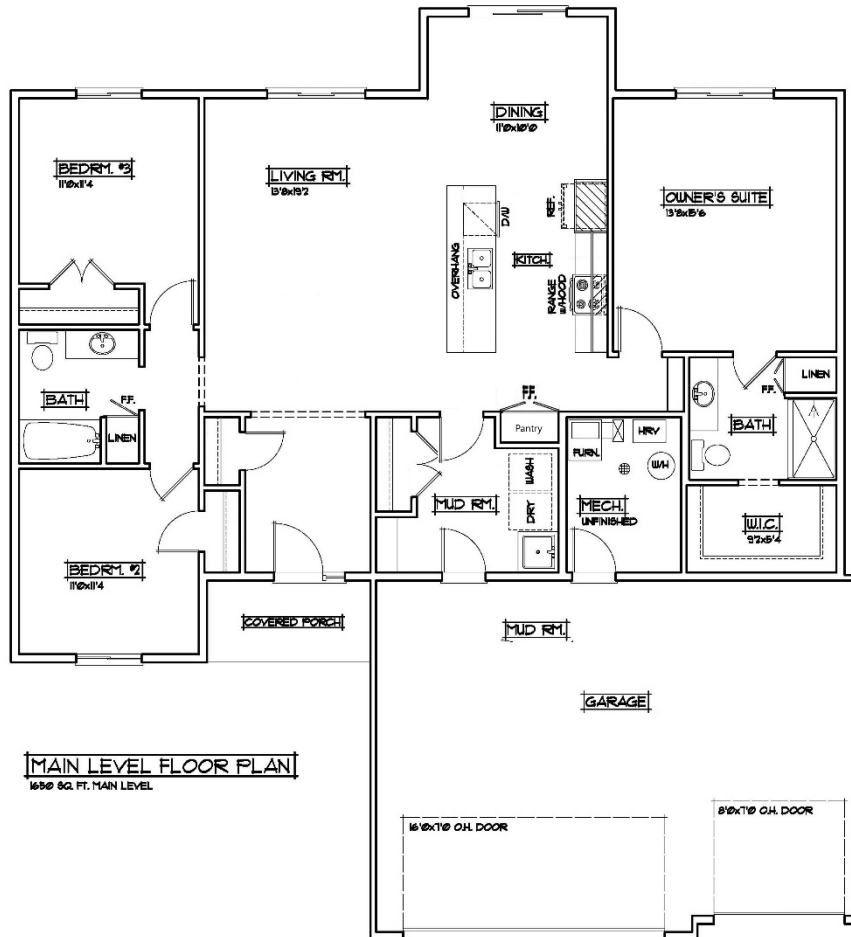 DINING
11'0x10'0
BEDRM. #3
11'0x11'4
LIVING RM.
13'8x19'2
OWNER'S SUITE
13'8x15'6
D/W
REF.
OVERHANG
KITCH
RANGE
W/HOOD
BATH
F.F.
LINEN
F.F.
Pantry
FURN.
HRV
W/H
MECH.
UNFINISHED
F.F.
LINEN
BATH
WASH
DRY
MUD RM.
W.I.C.
9'2x5'4
BEDRM. #2
11'0x11'4
COVERED PORCH
MUD RM.
GARAGE
MAIN LEVEL FLOOR PLAN
1650 SQ. FT. MAIN LEVEL
16'0x7'0 O.H. DOOR
8'0x7'0 O.H. DOOR